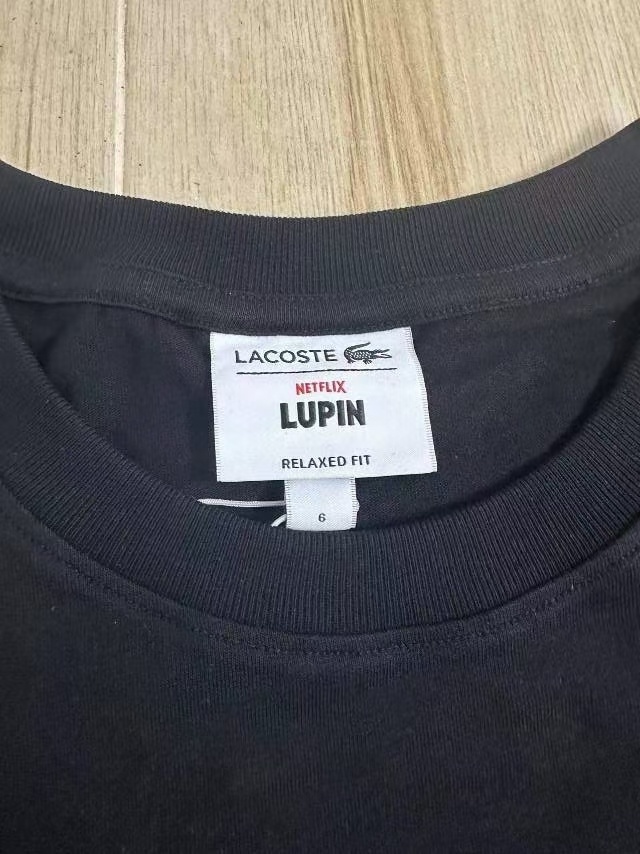 LACOSTE
NETFLIX
LUPIN
RELAXED FIT
6